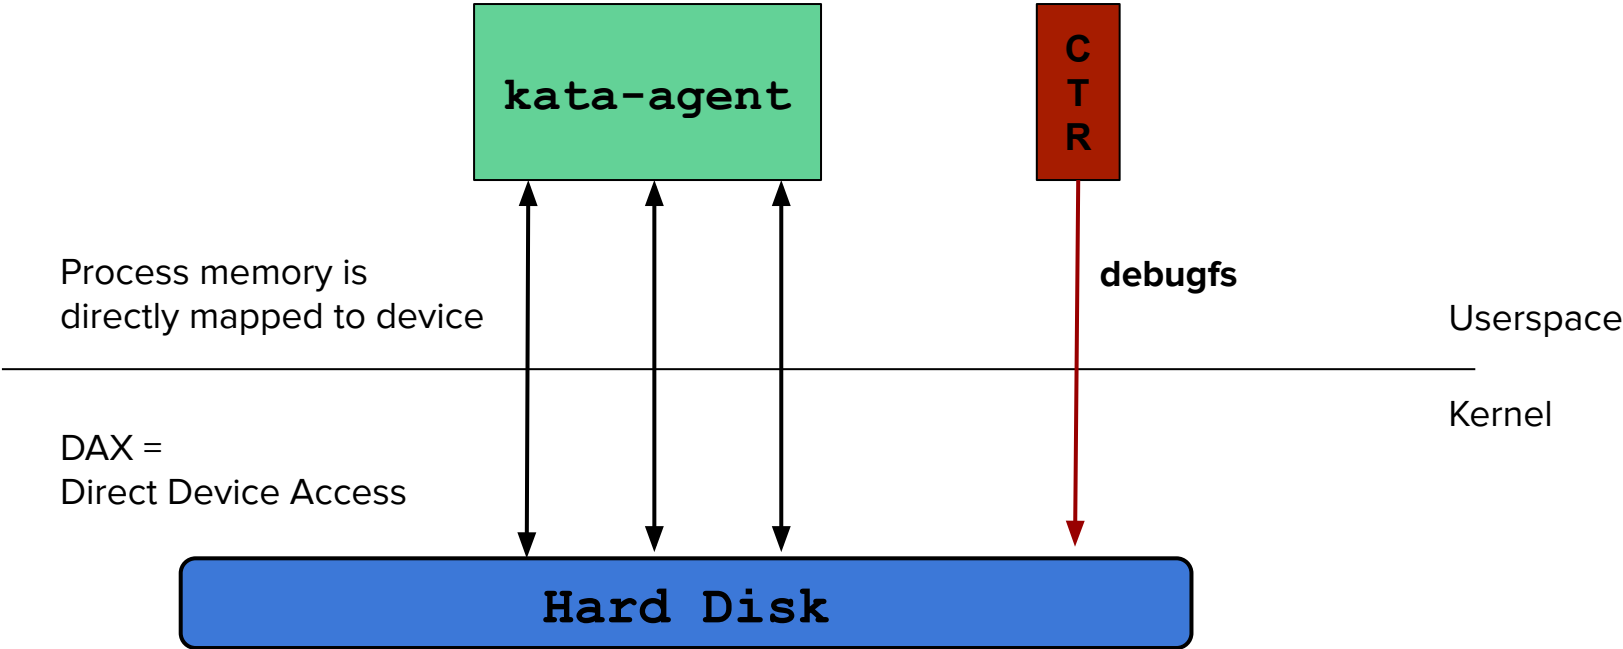 kata-agent
C
T
R
Process memory is
directly mapped to device
debugfs
Userspace
Kernel
DAX =
Direct Device Access
Hard Disk